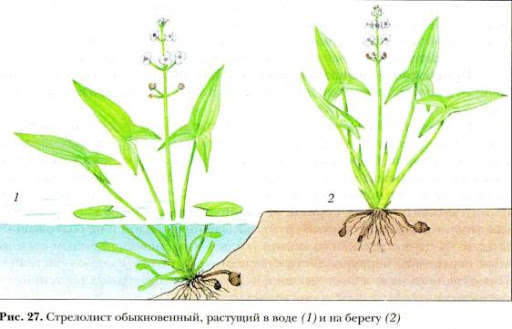 1
2
Рис. 27. Стрелолист обыкновенный, растущий в воде (1) и на берегу (2)